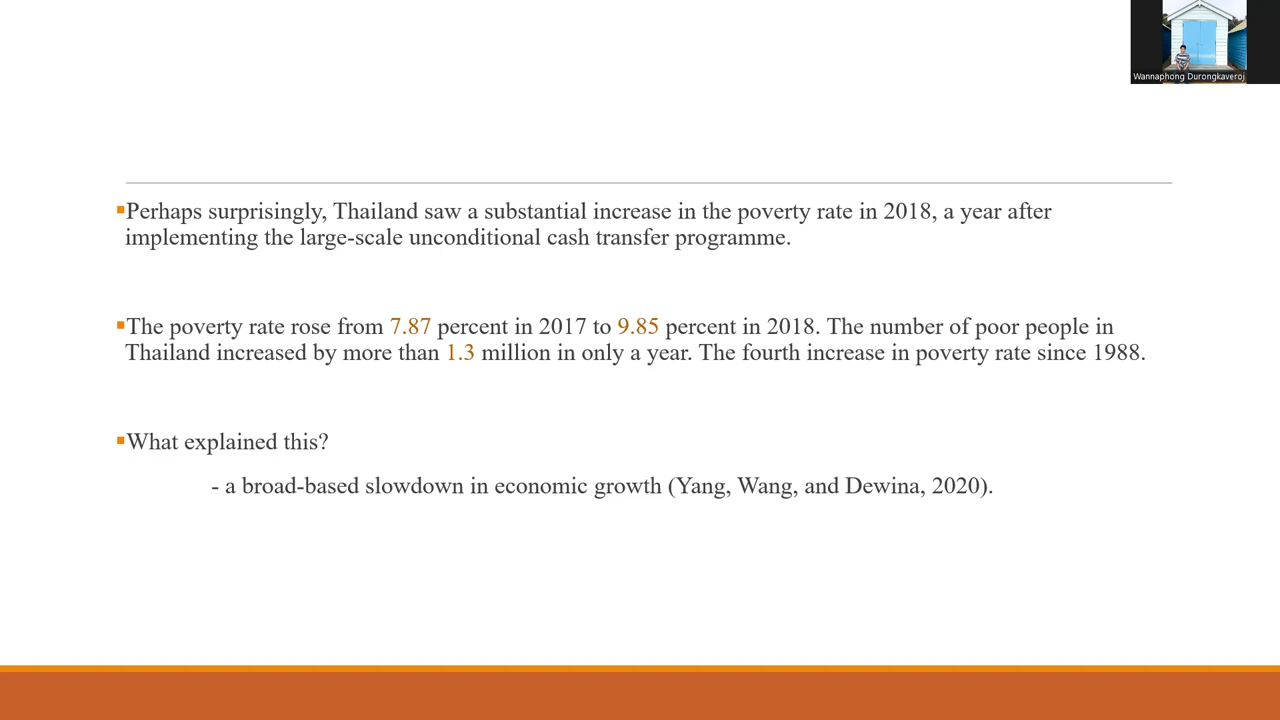 Wannaphong Durongkaveroj
Perhaps surprisingly, Thailand saw a substantial increase in the poverty rate in 2018, a year after
implementing the large-scale unconditional cash transfer programme.
The poverty rate rose from 7.87 percent in 2017 to 9.85 percent in 2018. The number of poor people in
Thailand increased by more than 1.3 million in only a year. The fourth increase in poverty rate since 1988.
What explained this?
- a broad-based slowdown in economic growth (Yang, Wang, and Dewina, 2020).